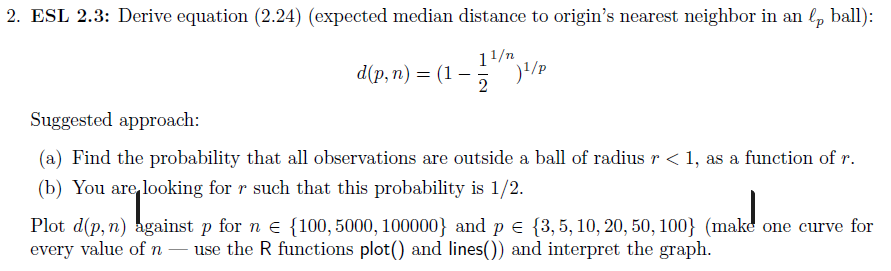 2. ESL 2.3: Derive equation (2.24) (expected median distance to origin's nearest neighbor in an ℓₚ ball):
d(p, n) = (1 − 1/2^{1/n})^{1/p}
Suggested approach:
(a) Find the probability that all observations are outside a ball of radius r < 1, as a function of r.
(b) You are looking for r such that this probability is 1/2.
Plot d(p, n) against p for n ∈ {100, 5000, 100000} and p ∈ {3, 5, 10, 20, 50, 100} (make one curve for
every value of n — use the R functions plot() and lines()) and interpret the graph.